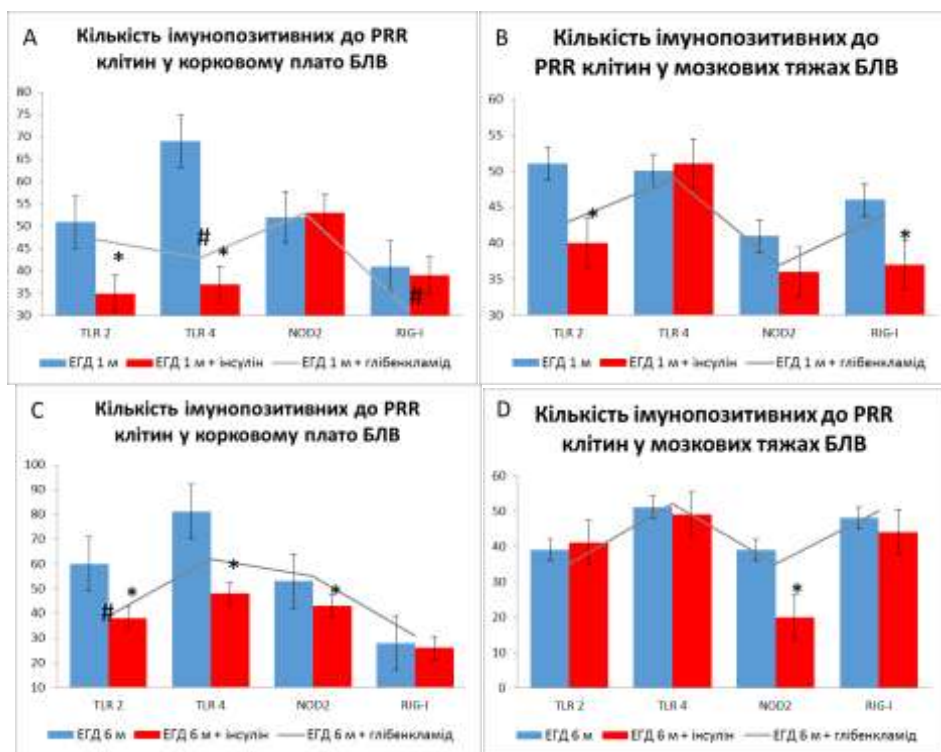 A
Кількість імунопозитивних до PRR
клітин у корковому плато БЛВ
80
75
70
65
60
55
50
45
40
35
30
*
#
*
#
TLR 2 TLR 4 NOD2 RIG-I
ЕГД 1 м ЕГД 1 м + інсулін ЕГД 1 м + глібенкламід
B
Кількість імунопозитивних до
PRR клітин у мозкових тяжах БЛВ
60
55
50
45
40
35
30
*
*
TLR 2 TLR 4 NOD2 RIG-I
ЕГД 1 м ЕГД 1 м + інсулін ЕГД 1 м + глібенкламід
C
Кількість імунопозитивних до PRR
клітин у корковому плато БЛВ
100
90
80
70
60
50
40
30
20
10
#
*
*
*
TLR 2 TLR 4 NOD2 RIG-I
ЕГД 6 м ЕГД 6 м + інсулін ЕГД 6 м + глібенкламід
D
Кількість імунопозитивних до PRR
клітин у мозкових тяжах БЛВ
60
50
40
30
20
10
0
*
TLR 2 TLR 4 NOD2 RIG-I
ЕГД 6 м ЕГД 6 м + інсулін ЕГД 6 м + глібенкламід